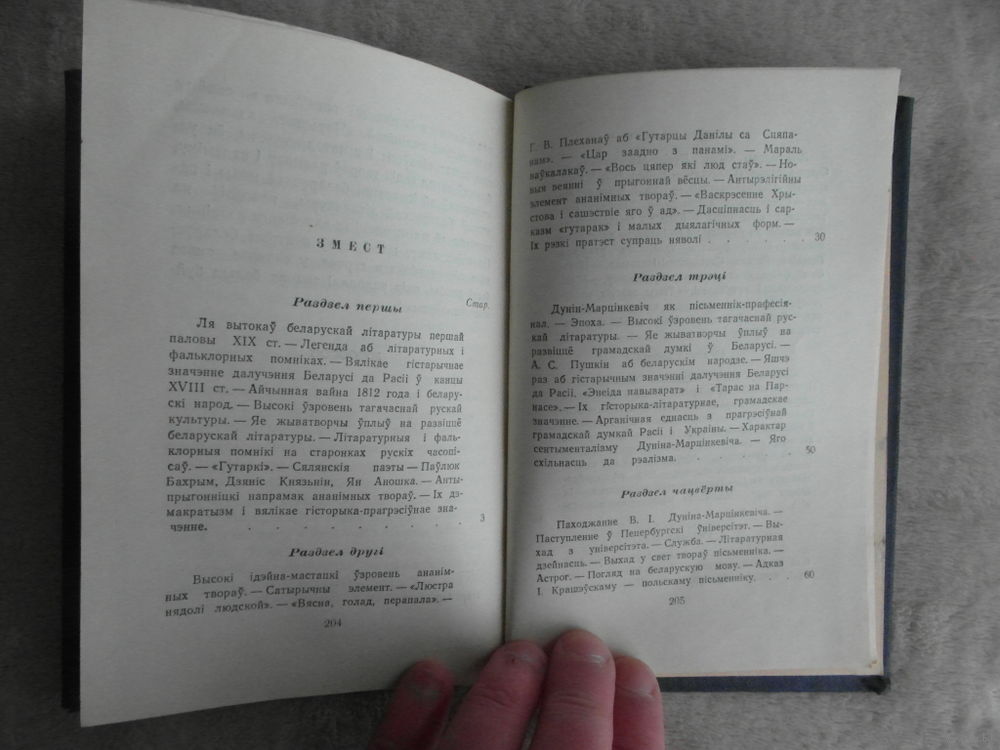 ЗМЕСТ
Раздзел першы
Стар.
Ля вытокаў беларускай літаратуры першай
паловы XIX ст. — Легенда аб літаратурных і
фальклорных помніках. — Вялікае гістарычнае
значэнне далучэння Беларусі да Расіі ў канцы
XVIII ст. — Айчынная вайна 1812 года і белару-
скі народ. — Высокі ўзровень тагачаснай рускай
культуры. — Яе жыватворчы ўплыў на развіццё
беларускай літаратуры. — Літаратурныя і фаль-
клорныя помнікі на старонках рускіх часопі-
саў. — «Гутаркі». — Сялянскія паэты — Паўлюк
Бахрым, Дзяніс Князьнін, Ян Аношка. — Анты-
прыгонніцкі напрамак ананімных твораў. — Іх дэ-
макратызм і вялікае гісторыка-прагрэсіўнае зна-
чэнне. . . . . . . . . . 3
Раздзел другі
Высокі ідэйна-мастацкі ўзровень ананім-
ных твораў. — Сатырычны элемент. — «Люстра
нядолі людской». — «Вясна, голад, перапала». —
204
Г. В. Плеханаў аб «Гутарцы Данілы са Сцяпа-
нам». — «Цар заадно з панамі». — Мараль
ваўкалакаў. — «Вось цяпер які люд стаў». — Но-
выя веянні ў прыгоннай вёсцы. — Антырэлігійны
элемент ананімных твораў. — «Васкрэсенне Хры-
стова і сашэствіе яго ў ад». — Дасціпнасць і сар-
казм «гутарак» і малых дыялагічных форм. —
Іх рэзкі пратэст супраць няволі . . . . . . 30
Раздзел трэці
Дунін-Марцінкевіч як пісьменнік-прафесія-
нал. — Эпоха. — Высокі ўзровень тагачаснай рус-
кай літаратуры. — Яе жыватворчы ўплыў на
развіццё грамадскай думкі ў Беларусі. —
А. С. Пушкін аб беларускім народзе. — Яшчэ
раз аб гістарычным значэнні далучэння Беларусі
да Расіі. «Энеіда навыварат» і «Тарас на Пар-
насе». — Іх гісторыка-літаратурнае, грамадскае
значэнне. — Арганічная еднасць з прагрэсіўнай
грамадскай думкай Расіі і Украіны. — Характар
сентыменталізму Дуніна-Марцінкевіча. — Яго
схільнасць да рэалізма. . . . . . . 50
Раздзел чацвёрты
Паходжанне В. І. Дуніна-Марцінкевіча. —
Паступленне ў Пецербургскі ўніверсітэт. — Вы-
хад з універсітэта. — Служба. — Літаратурная
дзейнасць. — Выхад у свет твораў пісьменніка. —
Астрог. — Погляд на беларускую мову. — Адказ
І. Крашэўскаму — польскаму пісьменніку. . . 60
205